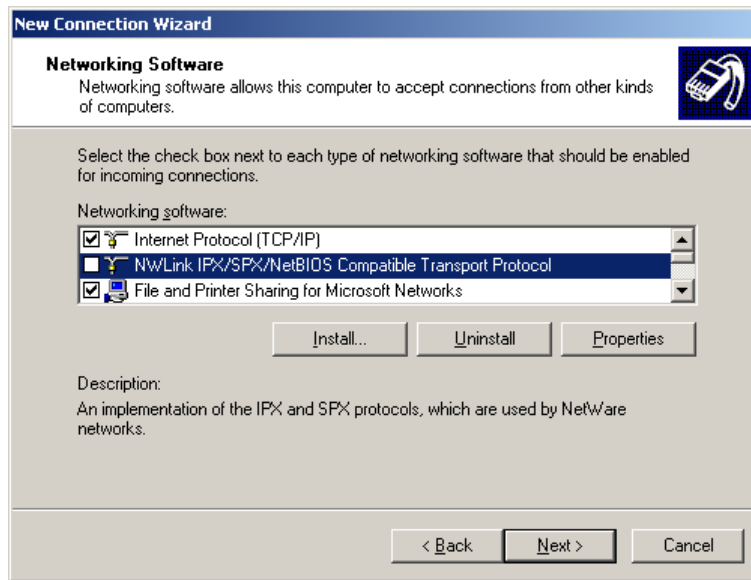 New Connection Wizard
Networking Software
Networking software allows this computer to accept connections from other kinds
of computers.
Select the check box next to each type of networking software that should be enabled
for incoming connections.
Networking software:
Internet Protocol (TCP/IP)
NWLink IPX/SPX/NetBIOS Compatible Transport Protocol
File and Printer Sharing for Microsoft Networks
Install... Uninstall Properties
Description:
An implementation of the IPX and SPX protocols, which are used by NetWare
networks.
< Back Next > Cancel